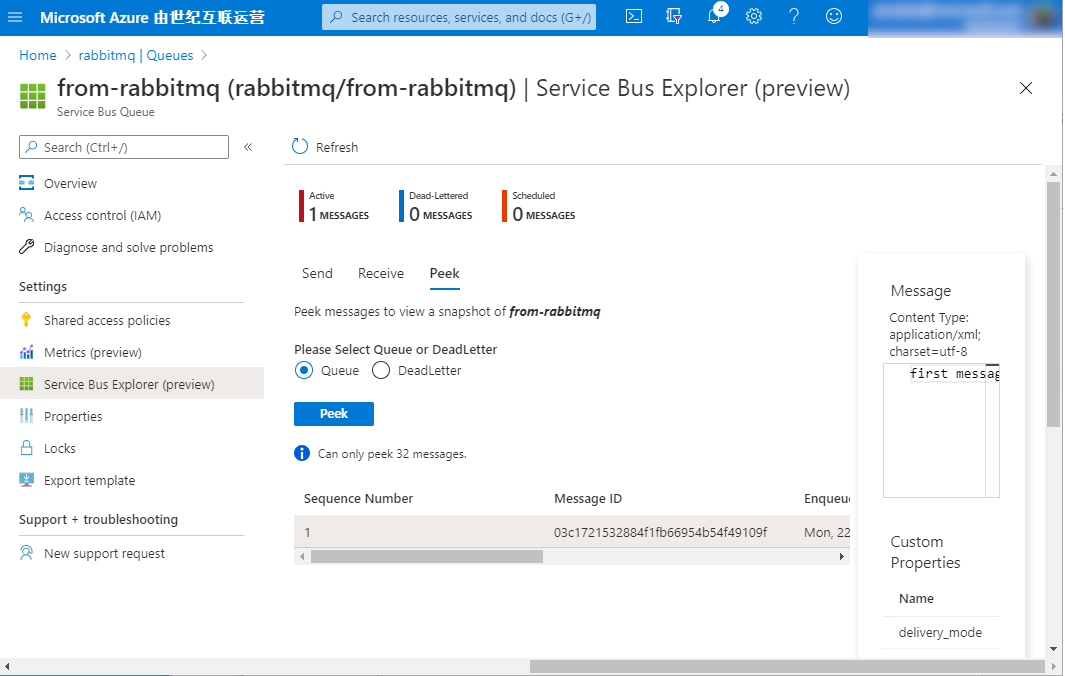 Microsoft Azure 由世纪互联运营
Search resources, services, and docs (G+/)
4
Home > rabbitmq | Queues >
from-rabbitmq (rabbitmq/from-rabbitmq) | Service Bus Explorer (preview)
Service Bus Queue
Search (Ctrl+/)
«
Overview
Access control (IAM)
Diagnose and solve problems
Settings
Shared access policies
Metrics (preview)
Service Bus Explorer (preview)
Properties
Locks
Export template
Support + troubleshooting
New support request
Refresh
Active
1 MESSAGES
Dead-Lettered
0 MESSAGES
Scheduled
0 MESSAGES
Send Receive Peek
Peek messages to view a snapshot of from-rabbitmq
Please Select Queue or DeadLetter
Queue DeadLetter
Peek
Can only peek 32 messages.
Sequence Number Message ID Enqueu
1 03c1721532884f1fb66954b54f49109f Mon, 22
Message
Content Type:
application/xml;
charset=utf-8
first messag
Custom
Properties
Name
delivery_mode